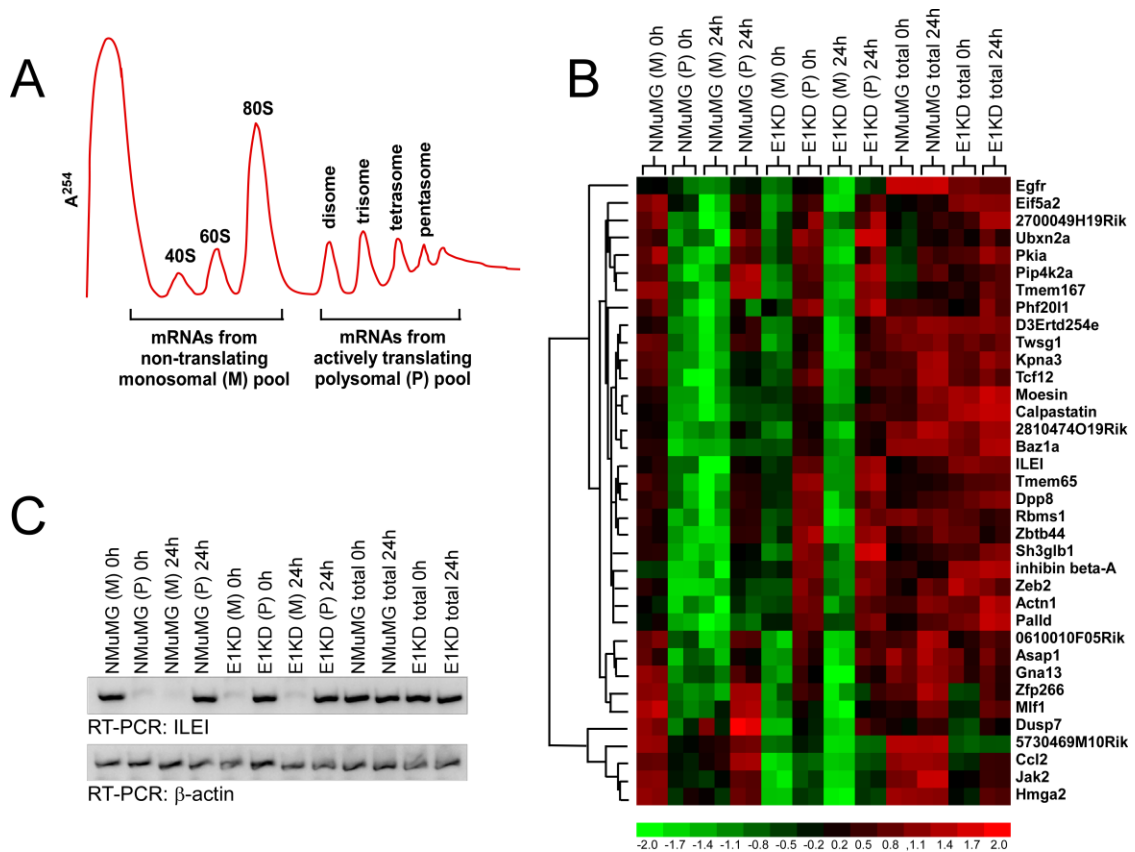 A
A254
40S
60S
80S
disome
trisome
tetrasome
pentasome
mRNAs from
non-translating
monosomal (M) pool
mRNAs from
actively translating
polysomal (P) pool
B
NMuMG (M) 0h
NMuMG (P) 0h
NMuMG (M) 24h
NMuMG (P) 24h
E1KD (M) 0h
E1KD (P) 0h
E1KD (M) 24h
E1KD (P) 24h
NMuMG total 0h
NMuMG total 24h
E1KD total 0h
E1KD total 24h
Egfr
Eif5a2
2700049H19Rik
Ubxn2a
Pkia
Pip4k2a
Tmem167
Phf20l1
D3Ertd254e
Twsg1
Kpna3
Tcf12
Moesin
Calpastatin
2810474O19Rik
Baz1a
ILEI
Tmem65
Dpp8
Rbms1
Zbtb44
Sh3glb1
inhibin beta-A
Zeb2
Actn1
Palld
0610010F05Rik
Asap1
Gna13
Zfp266
Mlf1
Dusp7
5730469M10Rik
Ccl2
Jak2
Hmga2
-2.0 -1.7 -1.4 -1.1 -0.8 -0.5 0.2 0.5 0.8 ,1.1 1.4 1.7 2.0
C
NMuMG (M) 0h
NMuMG (P) 0h
NMuMG (M) 24h
NMuMG (P) 24h
E1KD (M) 0h
E1KD (P) 0h
E1KD (M) 24h
E1KD (P) 24h
NMuMG total 0h
NMuMG total 24h
E1KD total 0h
E1KD total 24h
RT-PCR: ILEI
RT-PCR: β-actin